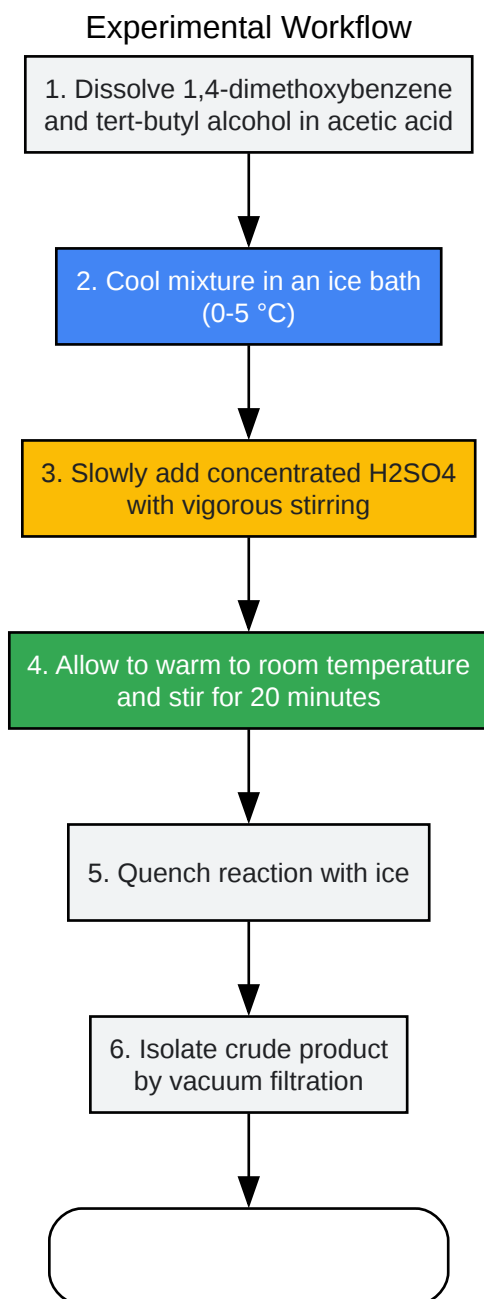 Experimental Workflow
1. Dissolve 1,4-dimethoxybenzene
and tert-butyl alcohol in acetic acid
2. Cool mixture in an ice bath
(0-5 °C)
3. Slowly add concentrated H2SO4
with vigorous stirring
4. Allow to warm to room temperature
and stir for 20 minutes
5. Quench reaction with ice
6. Isolate crude product
by vacuum filtration